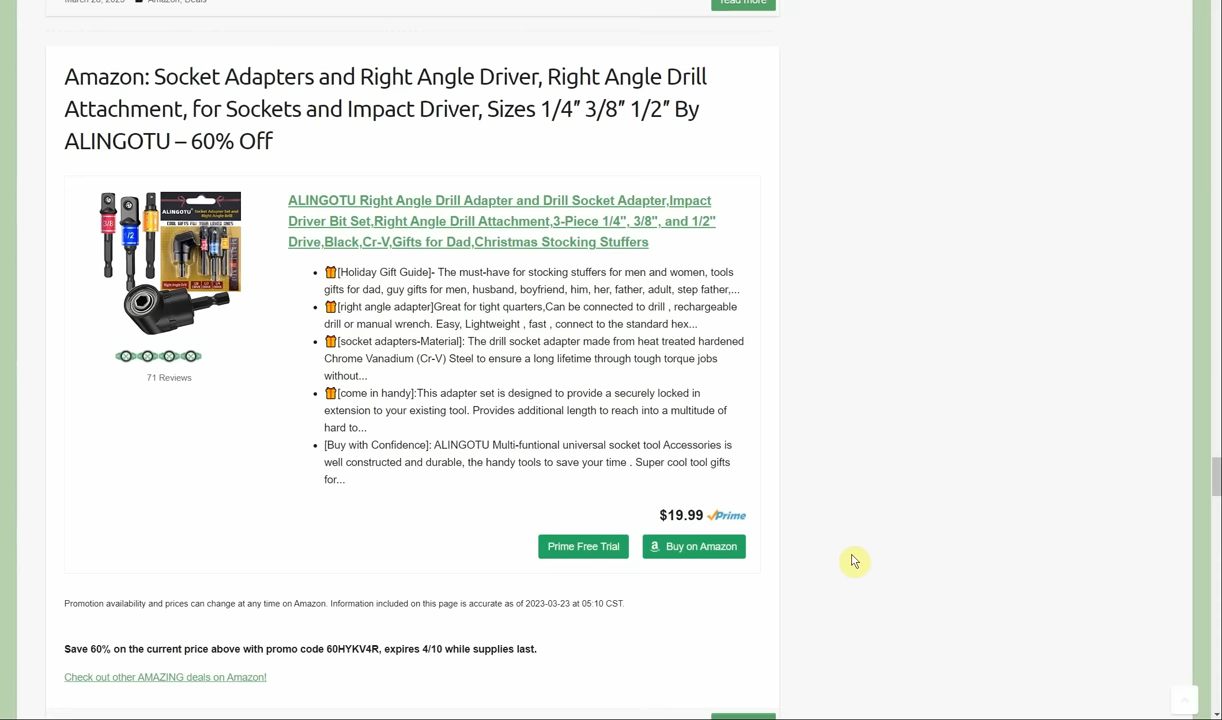 March 28, 2023 Amazon, Deals
read more
Amazon: Socket Adapters and Right Angle Driver, Right Angle Drill
Attachment, for Sockets and Impact Driver, Sizes 1/4″ 3/8″ 1/2″ By
ALINGOTU – 60% Off
ALINGOTU Right Angle Drill Adapter and Drill Socket Adapter,Impact
Driver Bit Set,Right Angle Drill Attachment,3-Piece 1/4", 3/8", and 1/2"
Drive,Black,Cr-V,Gifts for Dad,Christmas Stocking Stuffers
ALINGOTU
3/8
1/2
71 Reviews
🎁[Holiday Gift Guide]- The must-have for stocking stuffers for men and women, tools
gifts for dad, guy gifts for men, husband, boyfriend, him, her, father, adult, step father,...
🎁[right angle adapter]Great for tight quarters,Can be connected to drill , rechargeable
drill or manual wrench. Easy, Lightweight , fast , connect to the standard hex...
🎁[socket adapters-Material]: The drill socket adapter made from heat treated hardened
Chrome Vanadium (Cr-V) Steel to ensure a long lifetime through tough torque jobs
without...
🎁[come in handy]:This adapter set is designed to provide a securely locked in
extension to your existing tool. Provides additional length to reach into a multitude of
hard to...
[Buy with Confidence]: ALINGOTU Multi-funtional universal socket tool Accessories is
well constructed and durable, the handy tools to save your time . Super cool tool gifts
for...
$19.99 Prime
Prime Free Trial
Buy on Amazon
Promotion availability and prices can change at any time on Amazon. Information included on this page is accurate as of 2023-03-23 at 05:10 CST.
Save 60% on the current price above with promo code 60HYKV4R, expires 4/10 while supplies last.
Check out other AMAZING deals on Amazon!